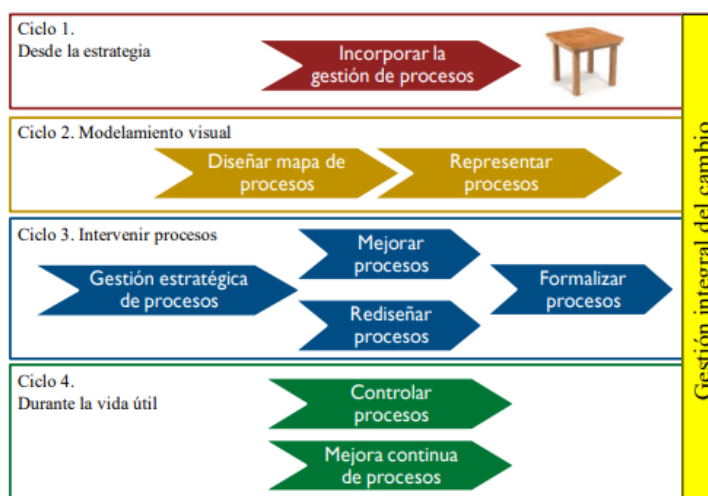 Ciclo 1.
Desde la estrategia
Incorporar la
gestión de procesos
Ciclo 2. Modelamiento visual
Diseñar mapa de
procesos
Representar
procesos
Ciclo 3. Intervenir procesos
Gestión estratégica
de procesos
Mejorar
procesos
Rediseñar
procesos
Formalizar
procesos
Ciclo 4.
Durante la vida útil
Controlar
procesos
Mejora continua
de procesos
Gestión integral del cambio